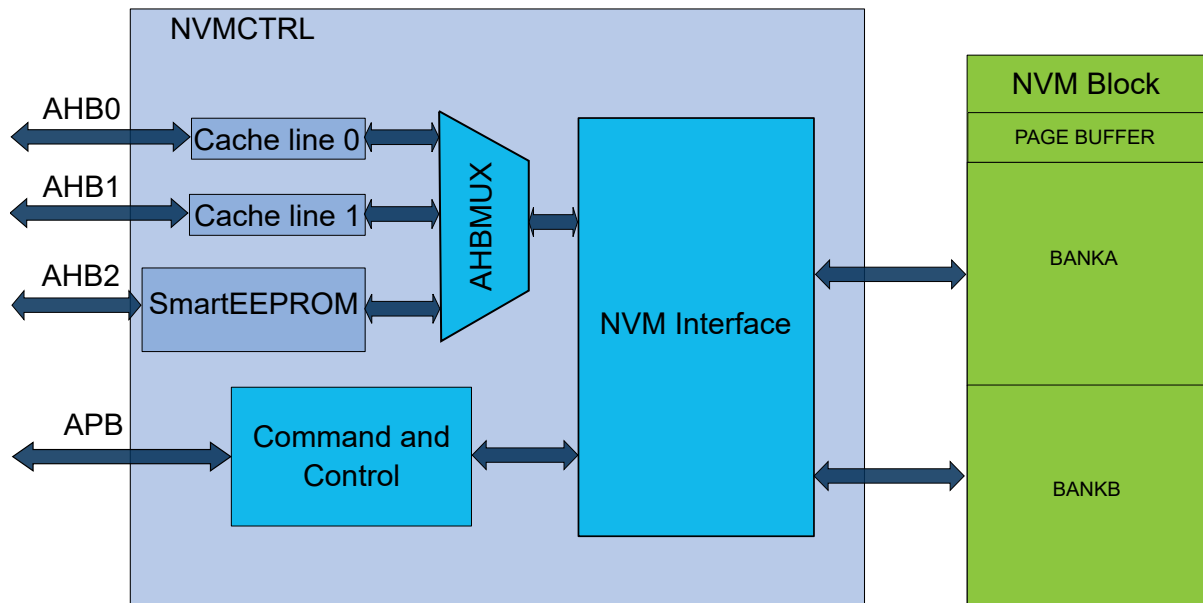 NVMCTRL
AHB0
Cache line 0
AHB1
Cache line 1
AHB2
SmartEEPROM
AHBMUX
NVM Interface
APB
Command and
Control
NVM Block
PAGE BUFFER
BANKA
BANKB